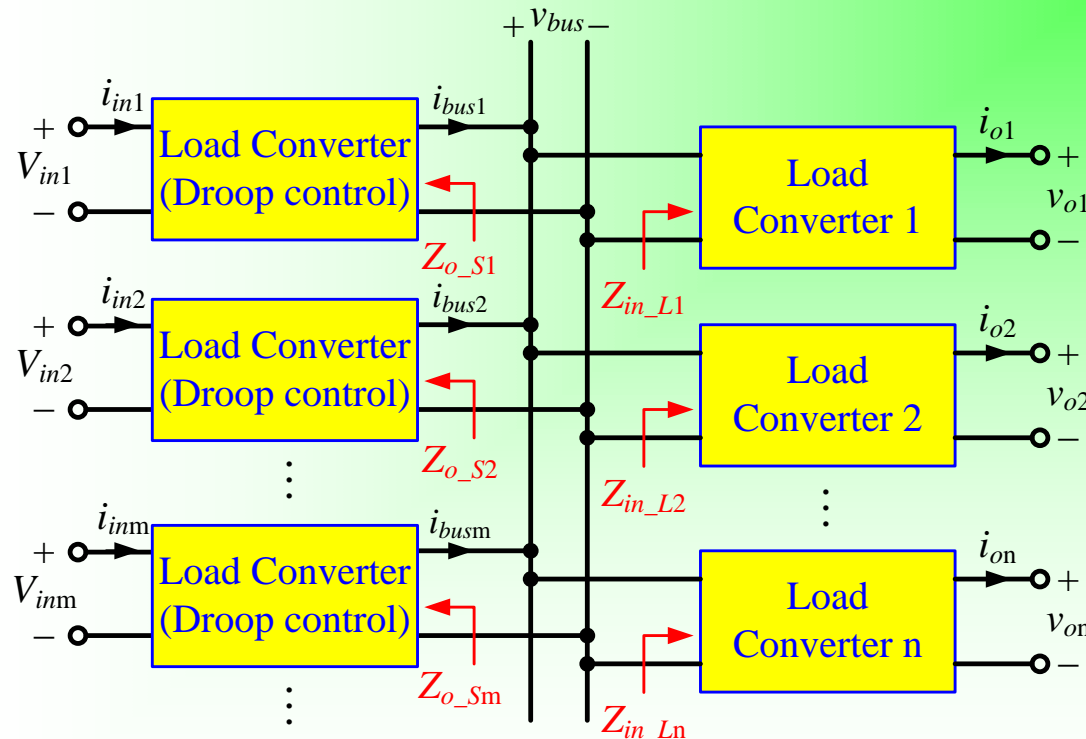 + v_bus −
i_in1
i_bus1
+
V_in1
−
Load Converter
(Droop control)
Z_o_S1
Load
Converter 1
Z_in_L1
i_o1
+
v_o1
−
i_in2
i_bus2
+
V_in2
−
Load Converter
(Droop control)
Z_o_S2
Load
Converter 2
Z_in_L2
i_o2
+
v_o2
−
⋮
⋮
i_inm
i_busm
+
V_inm
−
Load Converter
(Droop control)
Z_o_Sm
Load
Converter n
Z_in_Ln
i_on
+
v_on
−
⋮